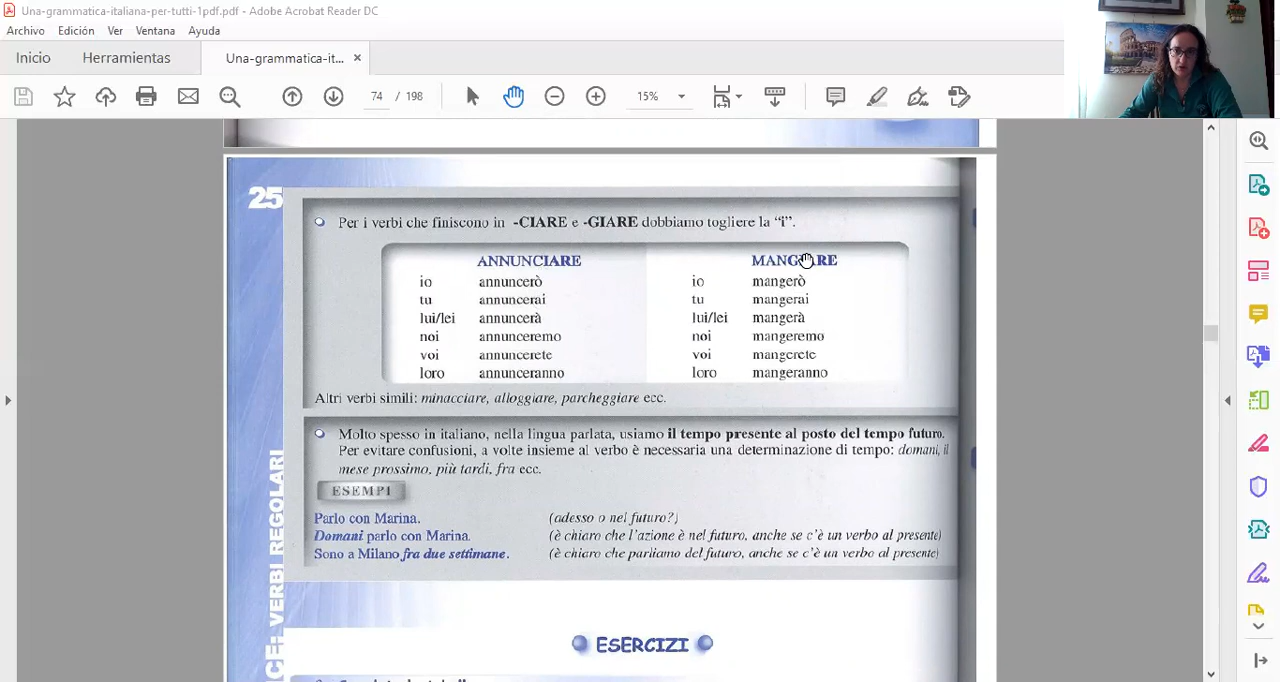 Una-grammatica-italiana-per-tutti-1pdf.pdf - Adobe Acrobat Reader DC
Archivo Edición Ver Ventana Ayuda
Inicio Herramientas Una-grammatica-it... ×
74 / 198 15%
25
Per i verbi che finiscono in -CIARE e -GIARE dobbiamo togliere la "i".
ANNUNCIARE MANGIARE
io annuncerò io mangerò
tu annuncerai tu mangerai
lui/lei annuncerà lui/lei mangerà
noi annunceremo noi mangeremo
voi annuncerete voi mangerete
loro annunceranno loro mangeranno
Altri verbi simili: minacciare, alloggiare, parcheggiare ecc.
Molto spesso in italiano, nella lingua parlata, usiamo il tempo presente al posto del tempo futuro.
Per evitare confusioni, a volte insieme al verbo è necessaria una determinazione di tempo: domani, il
mese prossimo, più tardi, fra ecc.
ESEMPI
Parlo con Marina. (adesso o nel futuro?)
Domani parlo con Marina. (è chiaro che l'azione è nel futuro, anche se c'è un verbo al presente)
Sono a Milano fra due settimane. (è chiaro che parliamo del futuro, anche se c'è un verbo al presente)
CE: VERBI REGOLARI
ESERCIZI